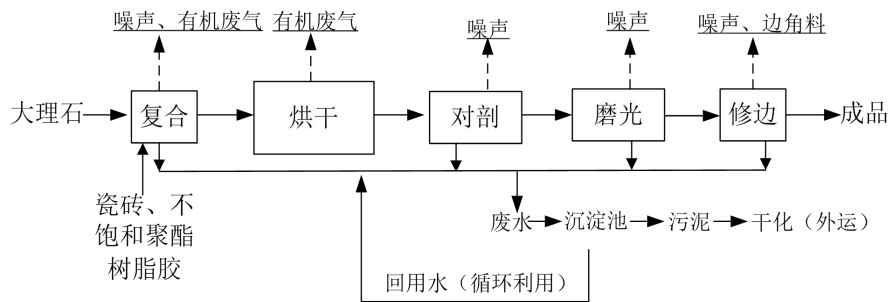 噪声、有机废气
有机废气
噪声
噪声
噪声、边角料
大理石
复合
烘干
对剖
磨光
修边
成品
瓷砖、不
饱和聚酯
树脂胶
废水
沉淀池
污泥
干化（外运）
回用水（循环利用）